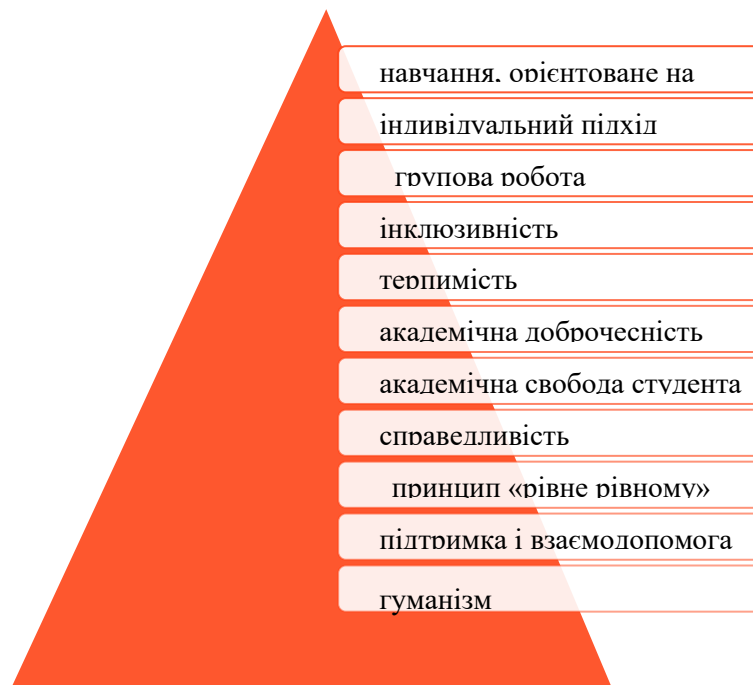 навчання, орієнтоване на
індивідуальний підхід
групова робота
інклюзивність
терпимість
академічна доброчесність
академічна свобода студента
справедливість
принцип «рівне рівному»
підтримка і взаємодопомога
гуманізм